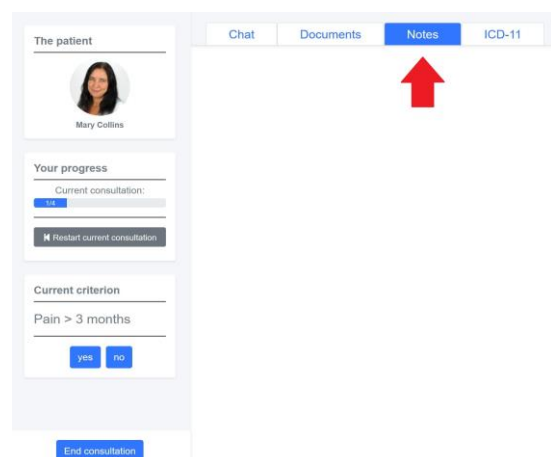 The patient
Mary Collins
Your progress
Current consultation:
1/4
Restart current consultation
Current criterion
Pain > 3 months
yes no
End consultation
Chat Documents Notes ICD-11